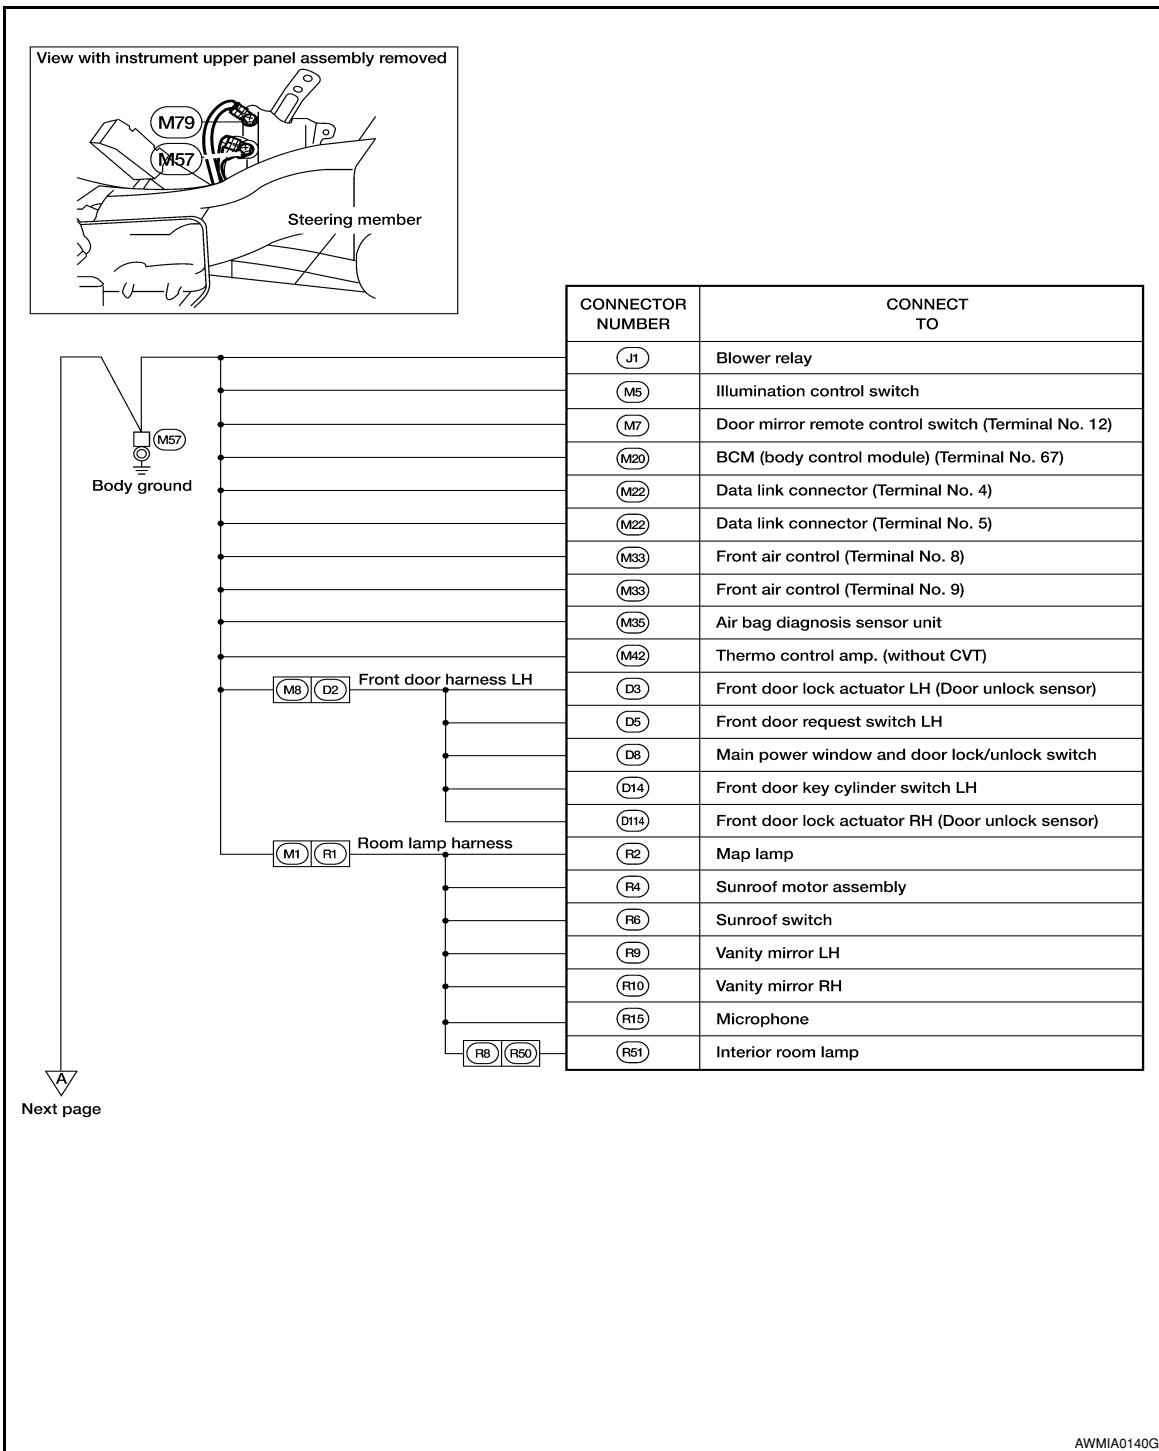 View with instrument upper panel assembly removed
M79
M57
Steering member
CONNECTOR NUMBER CONNECT TO
J1 Blower relay
M5 Illumination control switch
M57
M7 Door mirror remote control switch (Terminal No. 12)
M20 BCM (body control module) (Terminal No. 67)
Body ground
M22 Data link connector (Terminal No. 4)
M22 Data link connector (Terminal No. 5)
M33 Front air control (Terminal No. 8)
M33 Front air control (Terminal No. 9)
M35 Air bag diagnosis sensor unit
M42 Thermo control amp. (without CVT)
M8 D2 Front door harness LH D3 Front door lock actuator LH (Door unlock sensor)
D5 Front door request switch LH
D8 Main power window and door lock/unlock switch
D14 Front door key cylinder switch LH
D114 Front door lock actuator RH (Door unlock sensor)
M1 R1 Room lamp harness R2 Map lamp
R4 Sunroof motor assembly
R6 Sunroof switch
R9 Vanity mirror LH
R10 Vanity mirror RH
R15 Microphone
R8 R50 R51 Interior room lamp
A
Next page
AWMIA0140G